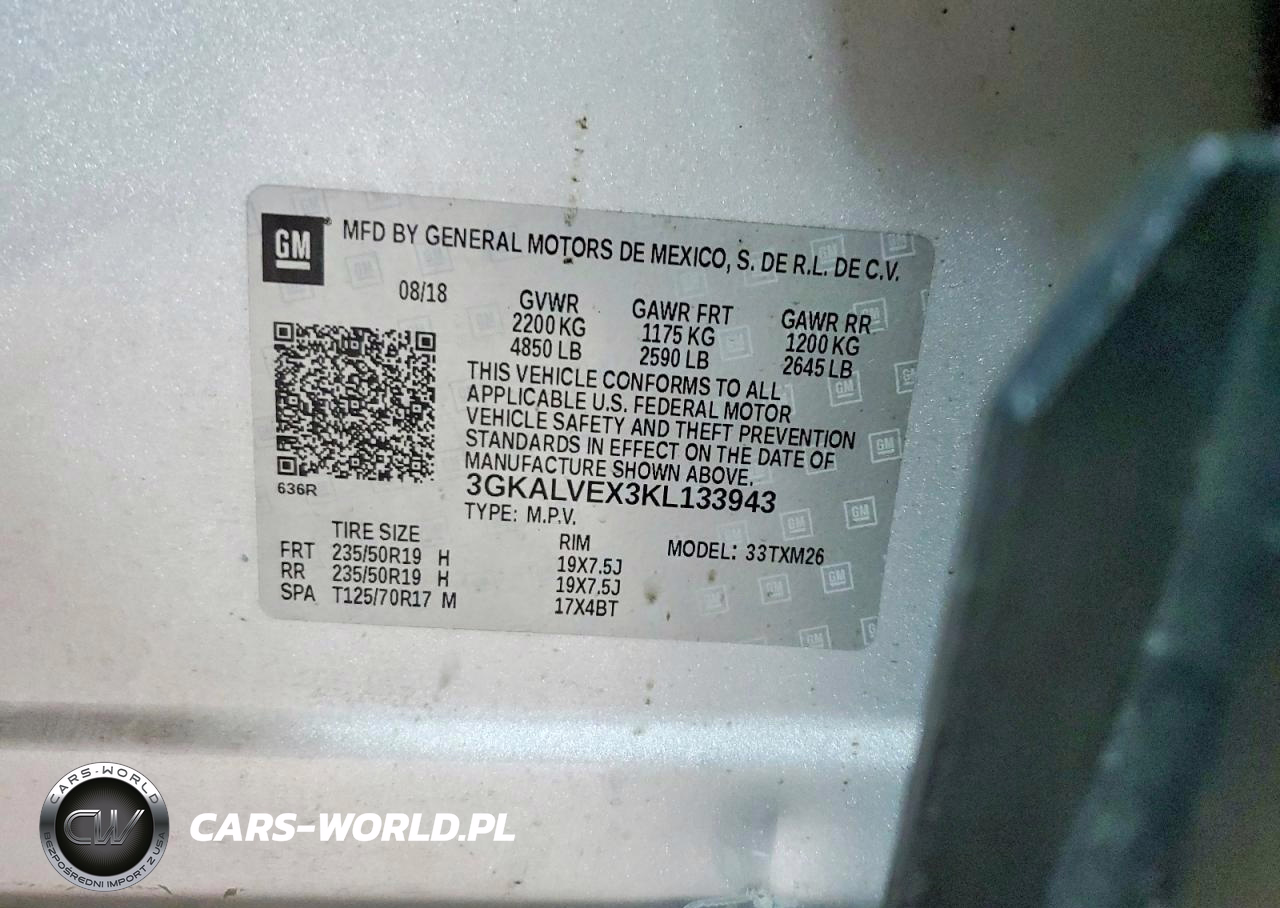 GM
MFD BY GENERAL MOTORS DE MEXICO, S. DE R.L. DE C.V.
08/18
GVWR GAWR FRT GAWR RR
2200 KG 1175 KG 1200 KG
4850 LB 2590 LB 2645 LB
THIS VEHICLE CONFORMS TO ALL
APPLICABLE U.S. FEDERAL MOTOR
VEHICLE SAFETY AND THEFT PREVENTION
STANDARDS IN EFFECT ON THE DATE OF
MANUFACTURE SHOWN ABOVE.
636R
3GKALVEX3KL133943
TYPE: M.P.V.
TIRE SIZE RIM MODEL: 33TXM26
FRT 235/50R19 H 19X7.5J
RR 235/50R19 H 19X7.5J
SPA T125/70R17 M 17X4BT
CARS-WORLD
CW
BEZPOŚREDNI IMPORT Z USA
CARS-WORLD.PL